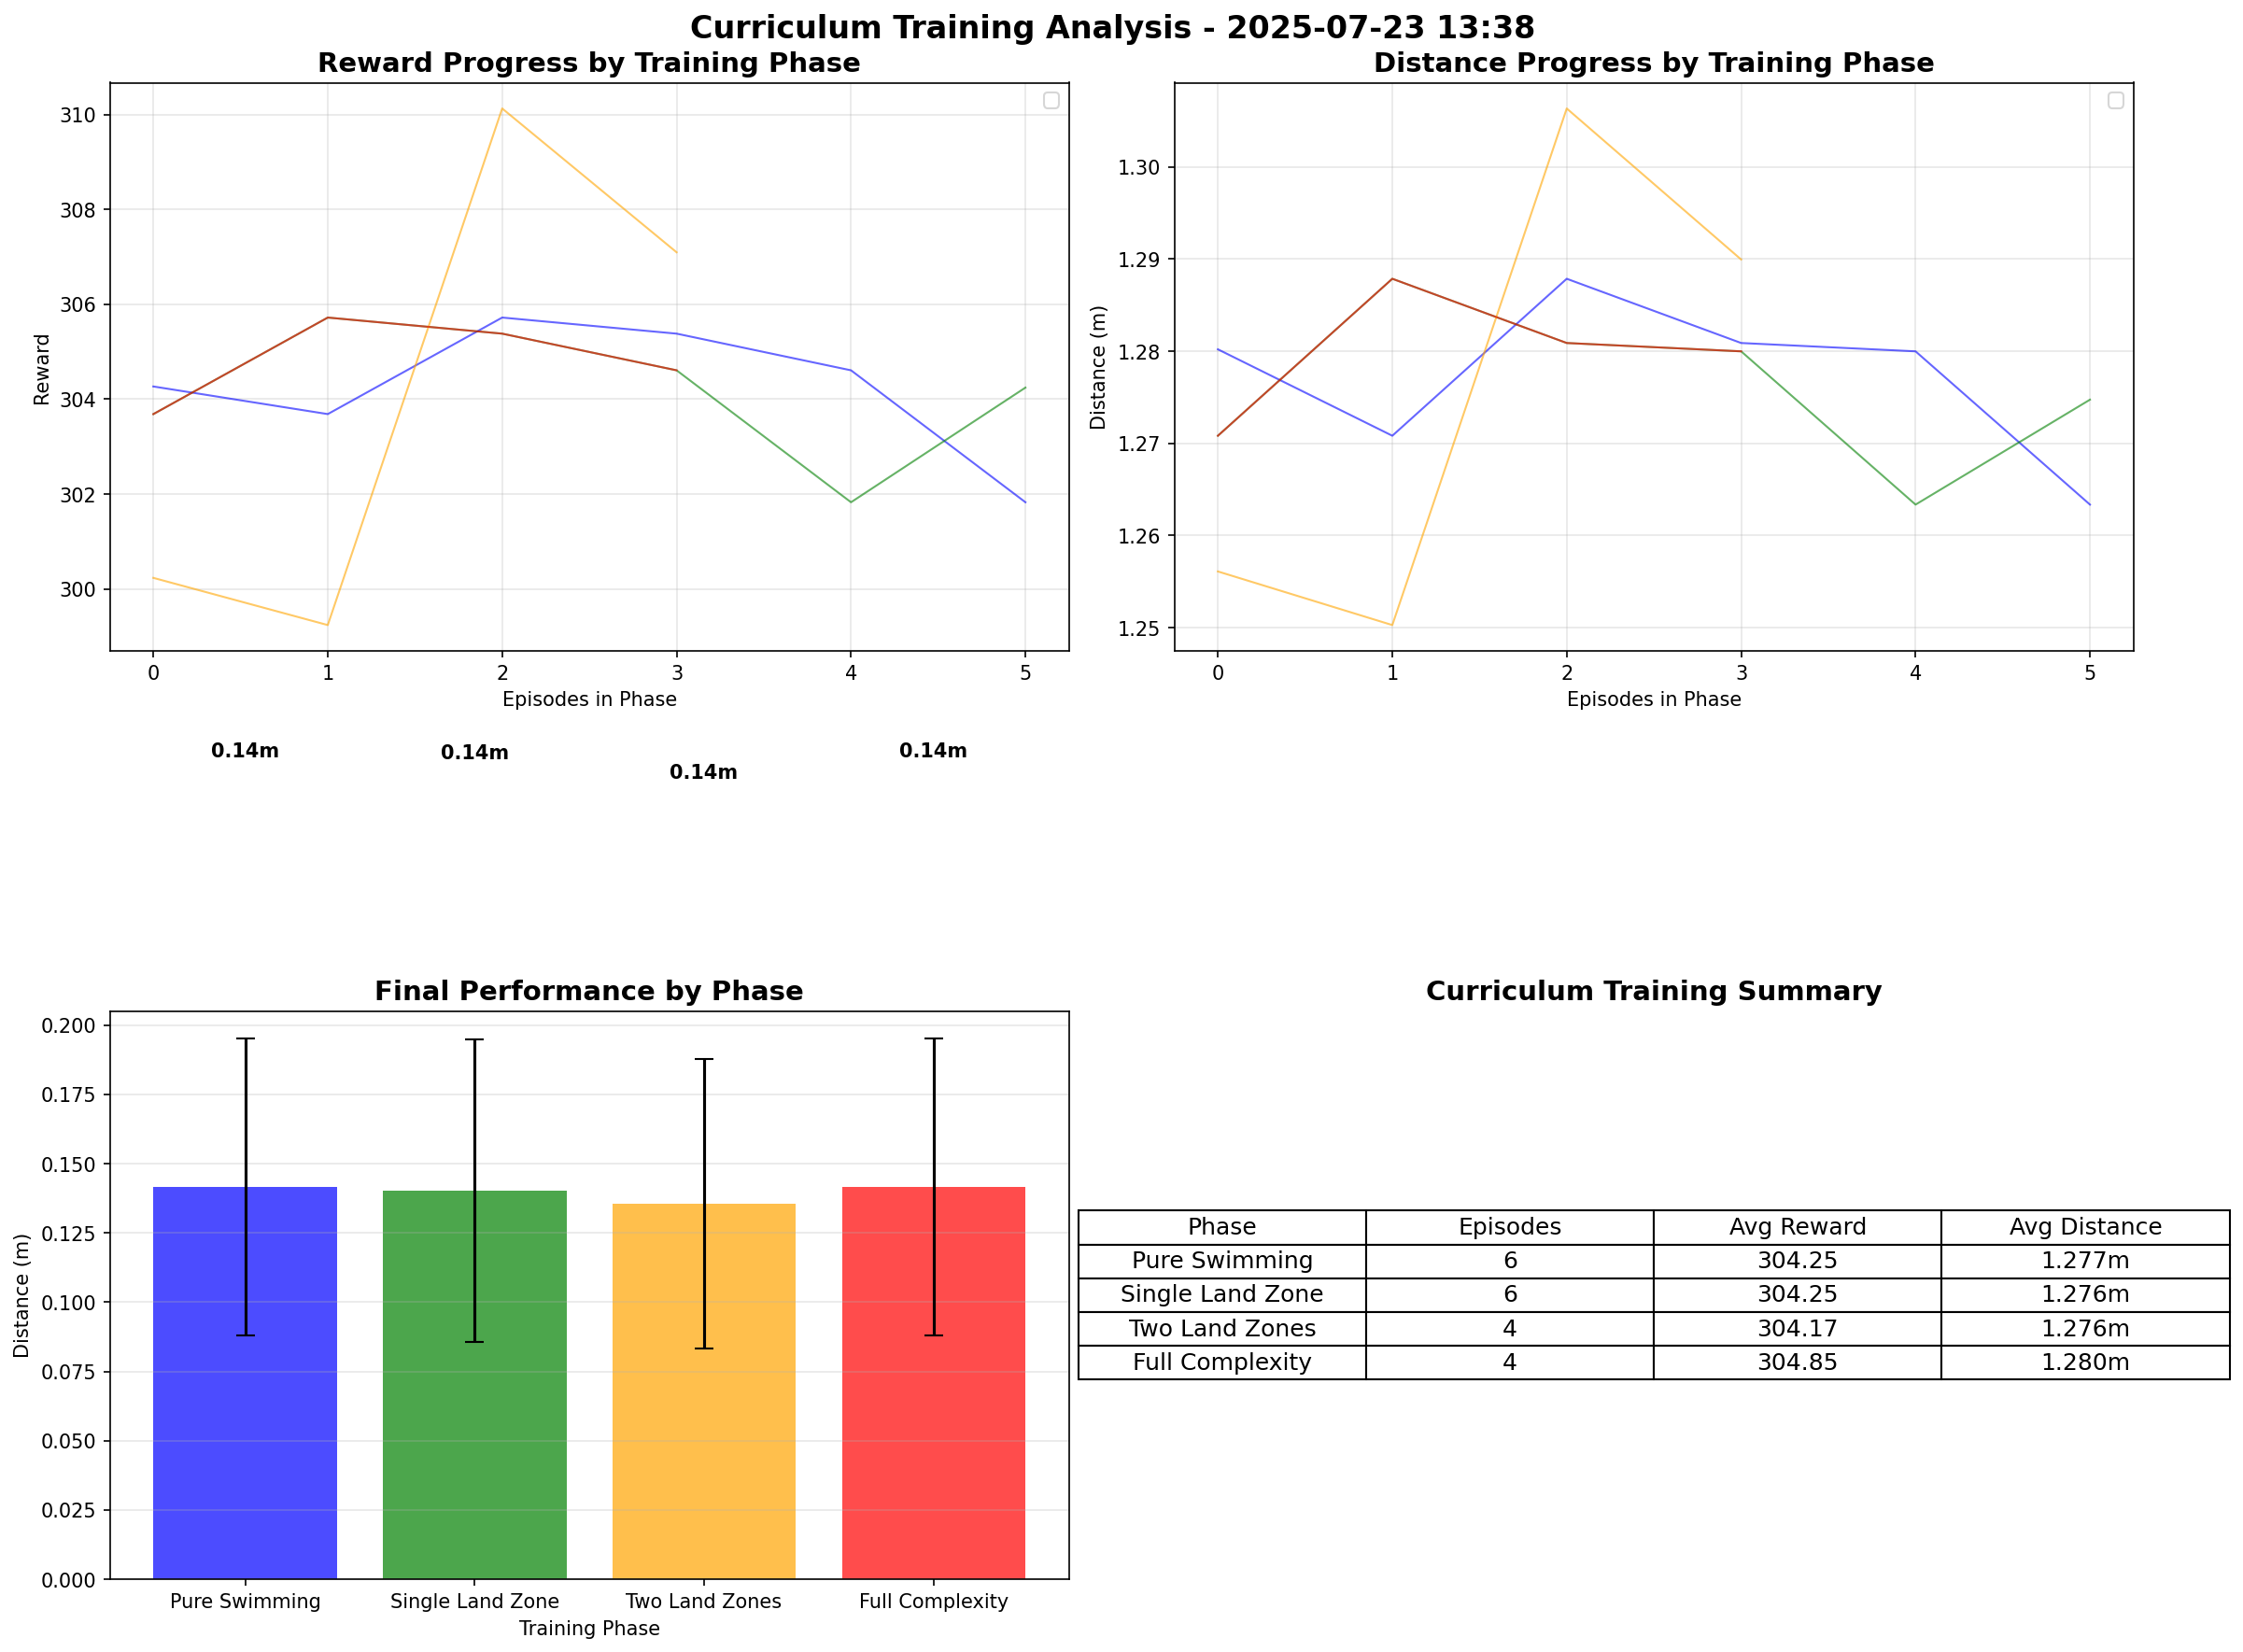 Curriculum Training Analysis - 2025-07-23 13:38
Reward Progress by Training Phase
310
308
306
304
302
300
Reward
0 1 2 3 4 5
Episodes in Phase
Distance Progress by Training Phase
1.30
1.29
1.28
1.27
1.26
1.25
Distance (m)
0 1 2 3 4 5
Episodes in Phase
0.14m 0.14m 0.14m 0.14m
Final Performance by Phase
0.200
0.175
0.150
0.125
0.100
0.075
0.050
0.025
0.000
Distance (m)
Pure Swimming Single Land Zone Two Land Zones Full Complexity
Training Phase
Curriculum Training Summary
Phase Episodes Avg Reward Avg Distance
Pure Swimming 6 304.25 1.277m
Single Land Zone 6 304.25 1.276m
Two Land Zones 4 304.17 1.276m
Full Complexity 4 304.85 1.280m